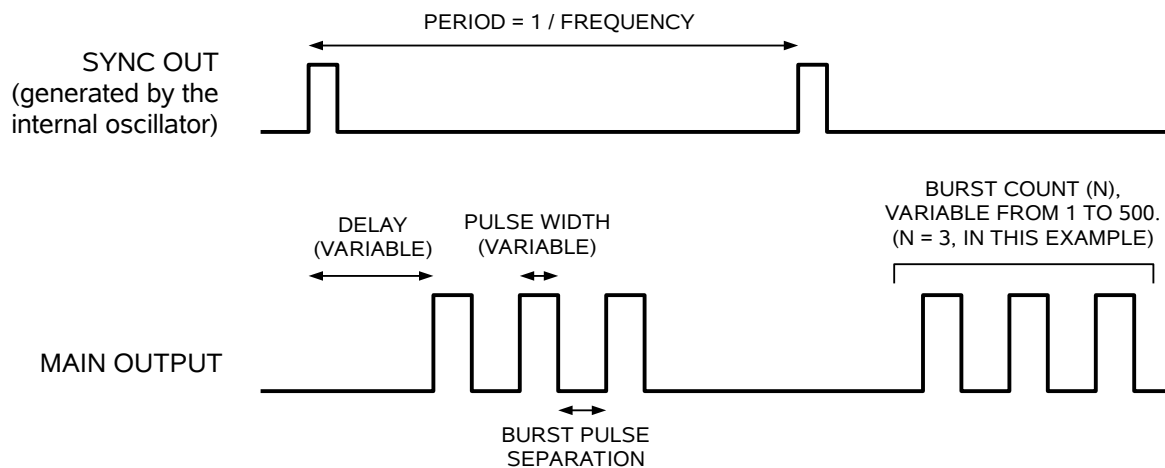 PERIOD = 1 / FREQUENCY
SYNC OUT
(generated by the
internal oscillator)
DELAY
(VARIABLE)
PULSE WIDTH
(VARIABLE)
BURST COUNT (N),
VARIABLE FROM 1 TO 500.
(N = 3, IN THIS EXAMPLE)
MAIN OUTPUT
BURST PULSE
SEPARATION